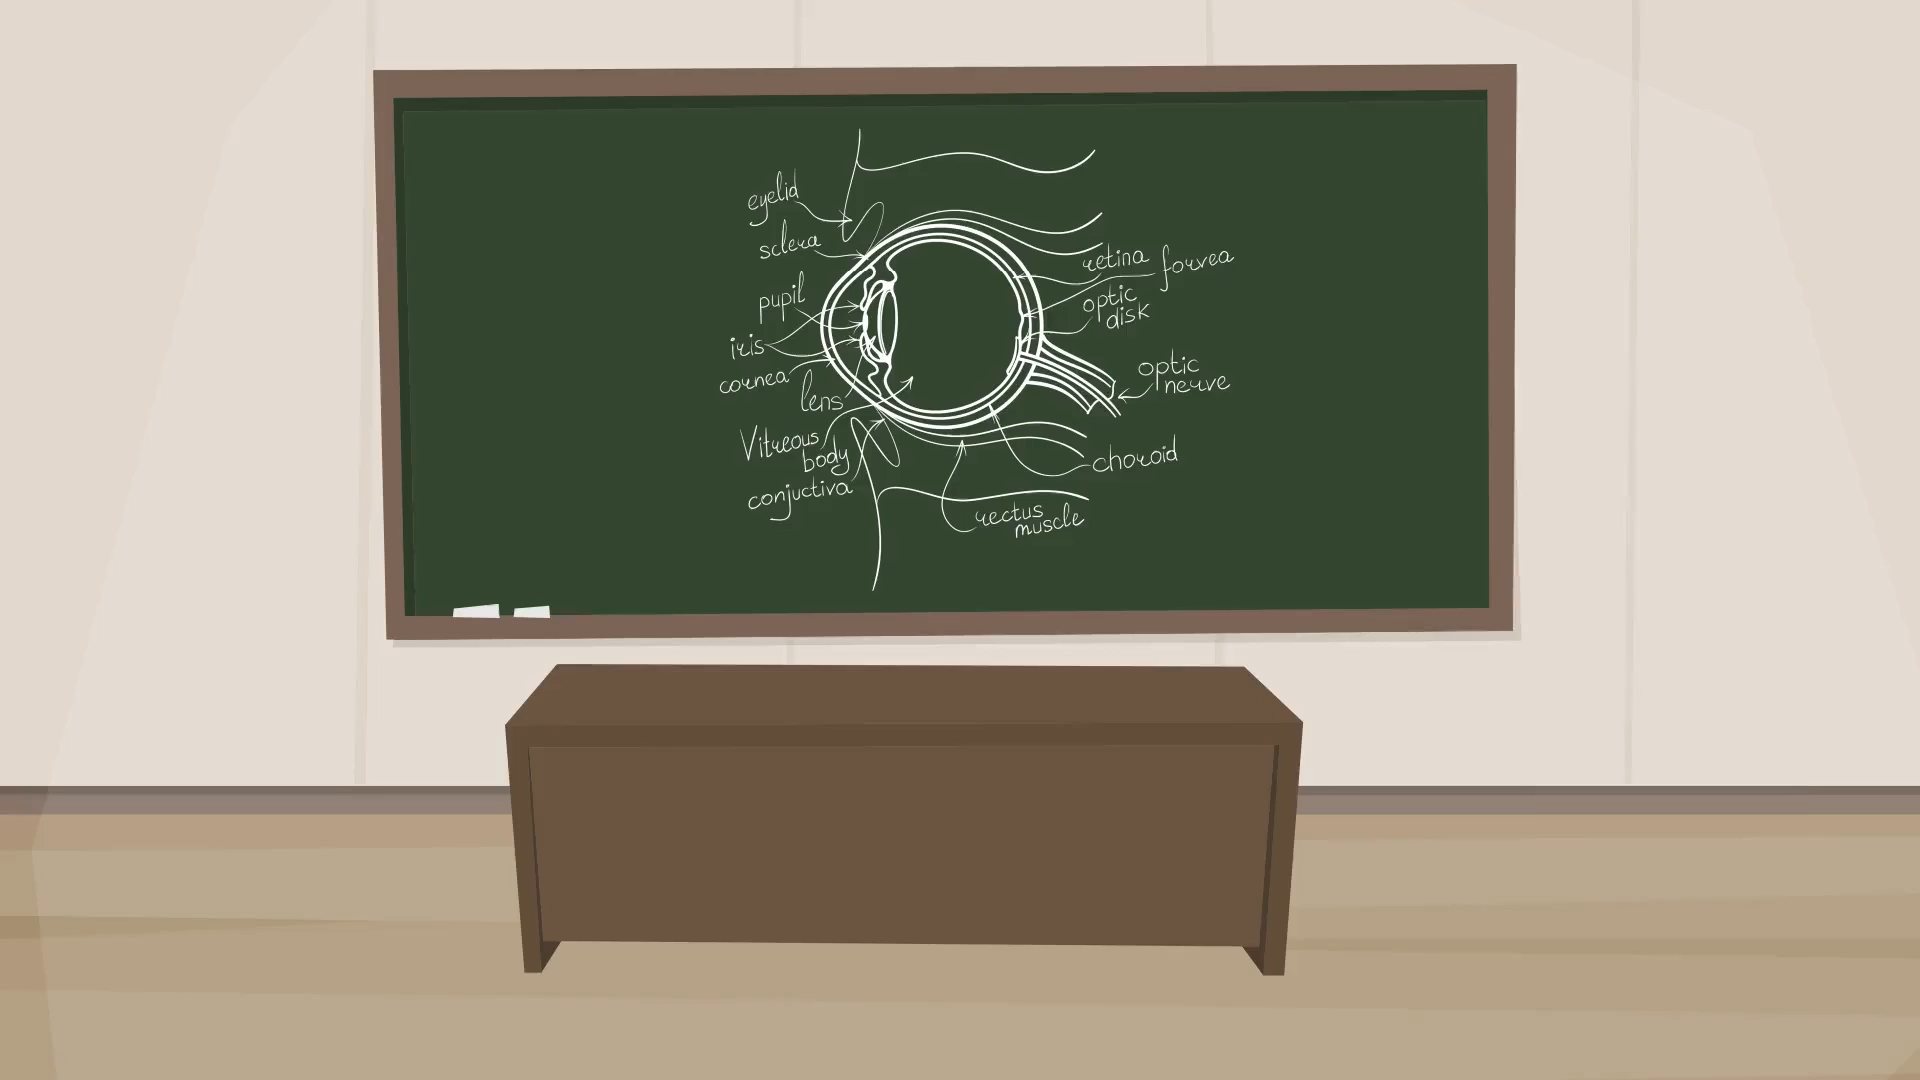 eyelid
sclera
pupil
iris
cornea
lens
Vitreous
body
conjuctiva
retina
forvea
optic
disk
optic
nerve
choroid
rectus
muscle